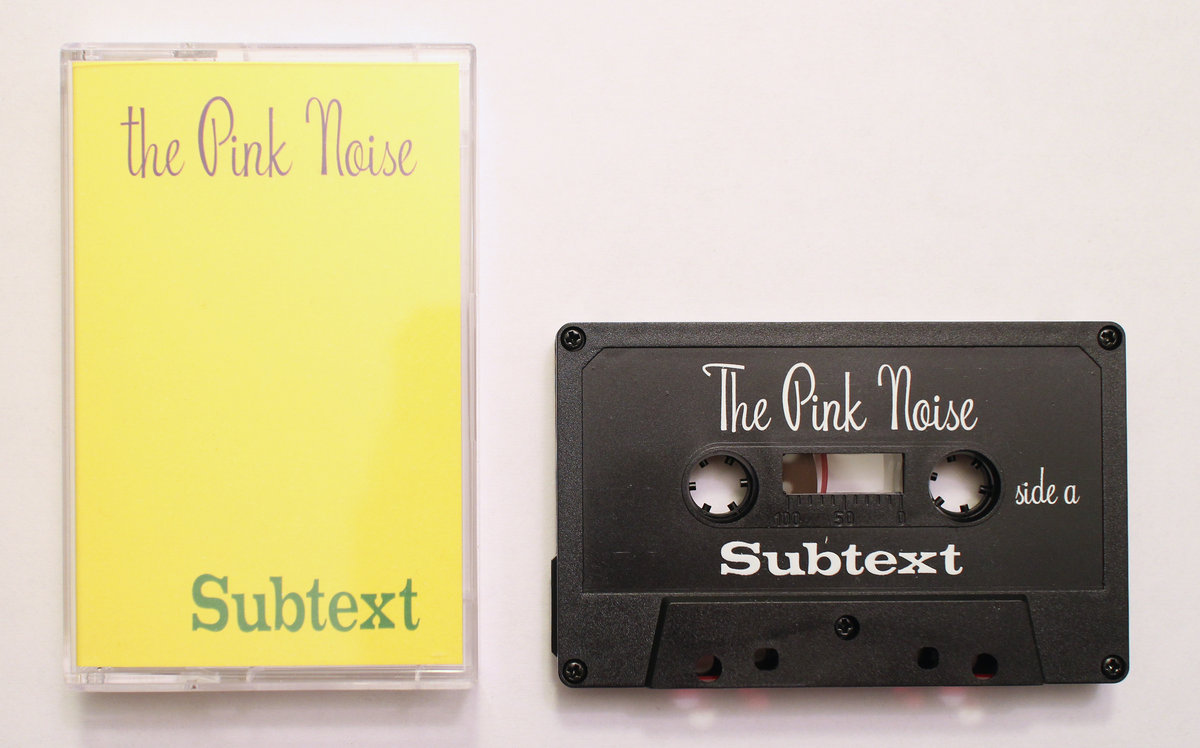 the Pink Noise
Subtext
The Pink Noise
side a
100 50 0
Subtext